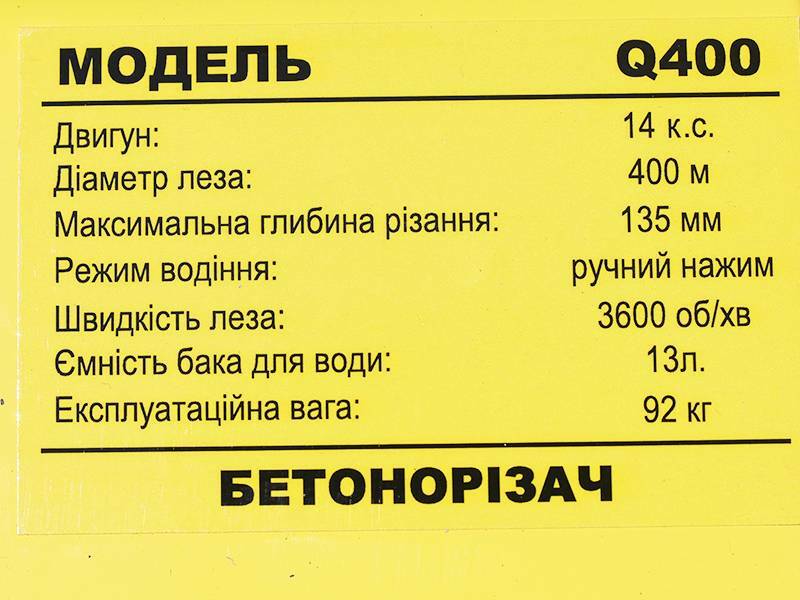 МОДЕЛЬ Q400
Двигун: 14 к.с.
Діаметр леза: 400 м
Максимальна глибина різання: 135 мм
Режим водіння: ручний нажим
Швидкість леза: 3600 об/хв
Ємність бака для води: 13л.
Експлуатаційна вага: 92 кг
БЕТОНОРІЗАЧ